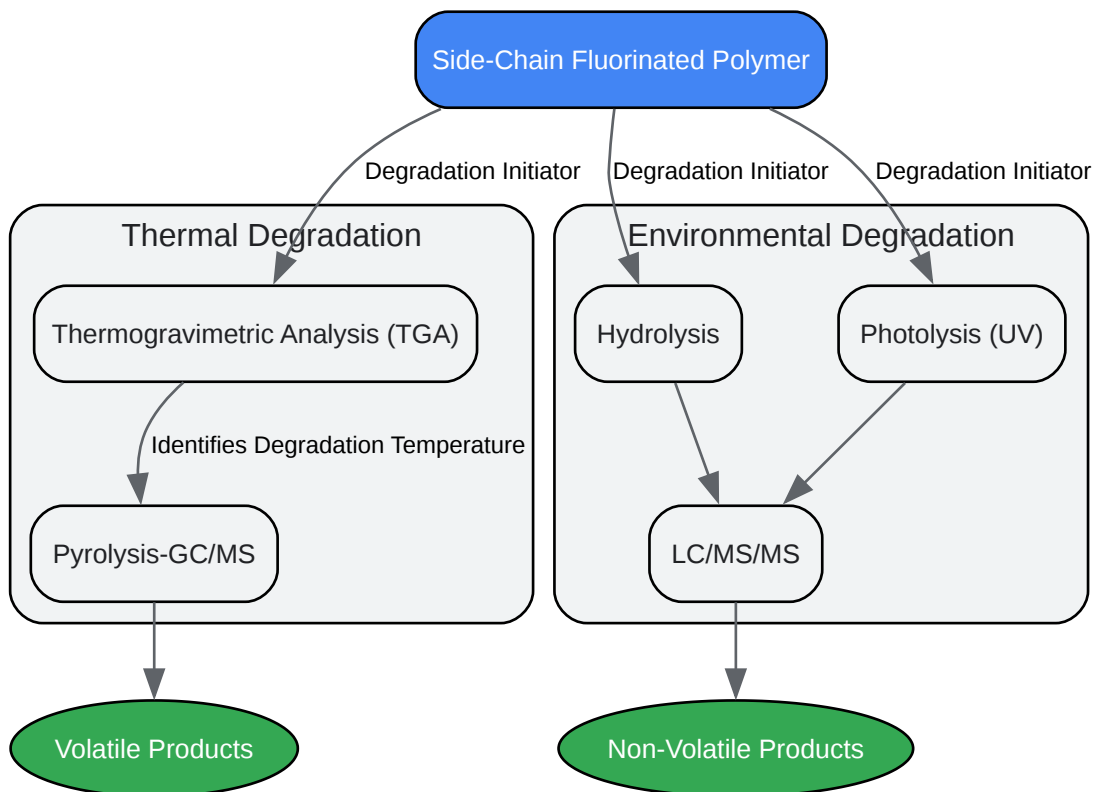 Side-Chain Fluorinated Polymer
Degradation Initiator
Degradation Initiator
Degradation Initiator
Thermal Degradation
Environmental Degradation
Thermogravimetric Analysis (TGA)
Hydrolysis
Photolysis (UV)
Identifies Degradation Temperature
Pyrolysis-GC/MS
LC/MS/MS
Volatile Products
Non-Volatile Products